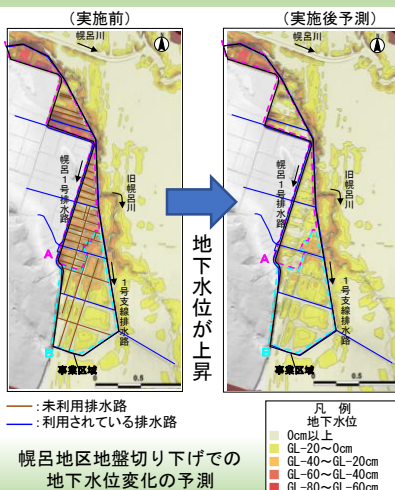 （実施前）
幌呂川
幌呂1号排水路
旧幌呂川
A
1号支線排水路
B
事業区域
0.5
地下水位が上昇
（実施後予測）
幌呂川
幌呂1号排水路
旧幌呂川
A
1号支線排水路
B
事業区域
0.5
：未利用排水路
：利用されている排水路
幌呂地区地盤切り下げでの
地下水位変化の予測
凡 例
地下水位
0cm以上
GL-20～0cm
GL-40～GL-20cm
GL-60～GL-40cm
GL-80～GL-60cm